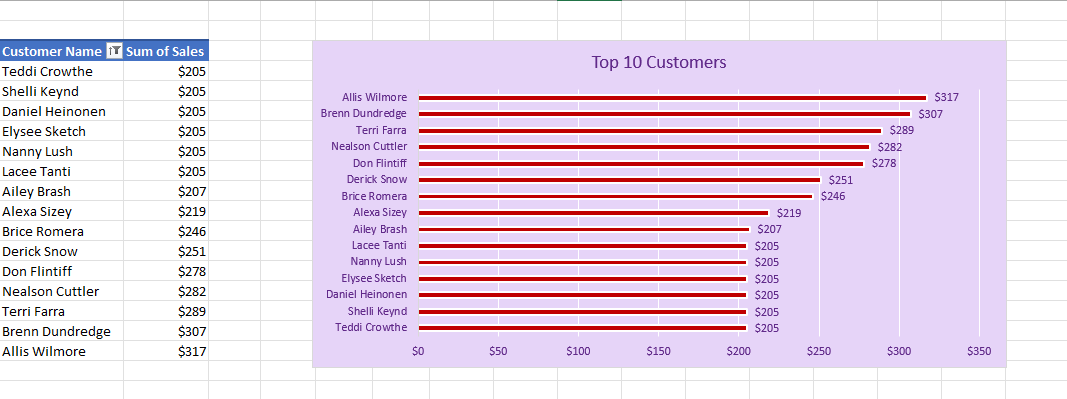 Customer Name Sum of Sales
Teddi Crowthe $205
Shelli Keynd $205
Daniel Heinonen $205
Elysee Sketch $205
Nanny Lush $205
Lacee Tanti $205
Ailey Brash $207
Alexa Sizey $219
Brice Romera $246
Derick Snow $251
Don Flintiff $278
Nealson Cuttler $282
Terri Farra $289
Brenn Dundredge $307
Allis Wilmore $317
Top 10 Customers
Allis Wilmore $317
Brenn Dundredge $307
Terri Farra $289
Nealson Cuttler $282
Don Flintiff $278
Derick Snow $251
Brice Romera $246
Alexa Sizey $219
Ailey Brash $207
Lacee Tanti $205
Nanny Lush $205
Elysee Sketch $205
Daniel Heinonen $205
Shelli Keynd $205
Teddi Crowthe $205
$0 $50 $100 $150 $200 $250 $300 $350